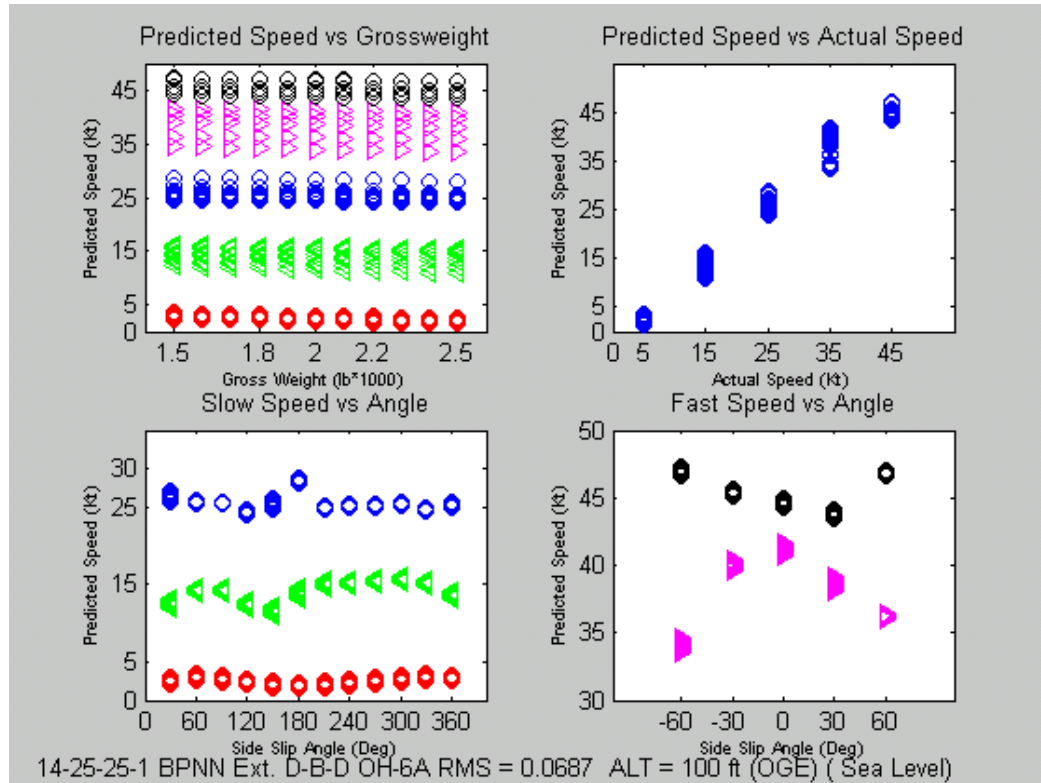 Predicted Speed vs Grossweight
Predicted Speed (Kt)
45
35
25
15
5
0
1.5 1.8 2 2.2 2.5
Gross Weight (lb*1000)
Predicted Speed vs Actual Speed
Predicted Speed (Kt)
45
35
25
15
5
0
0 5 15 25 35 45
Actual Speed (Kt)
Slow Speed vs Angle
Predicted Speed (Kt)
30
25
15
5
0
0 60 120 180 240 300 360
Side Slip Angle (Deg)
Fast Speed vs Angle
Predicted Speed (Kt)
50
45
40
35
30
-60 -30 0 30 60
Side Slip Angle (Deg)
14-25-25-1 BPNN Ext. D-B-D OH-6A RMS = 0.0687 ALT = 100 ft (OGE) ( Sea Level)